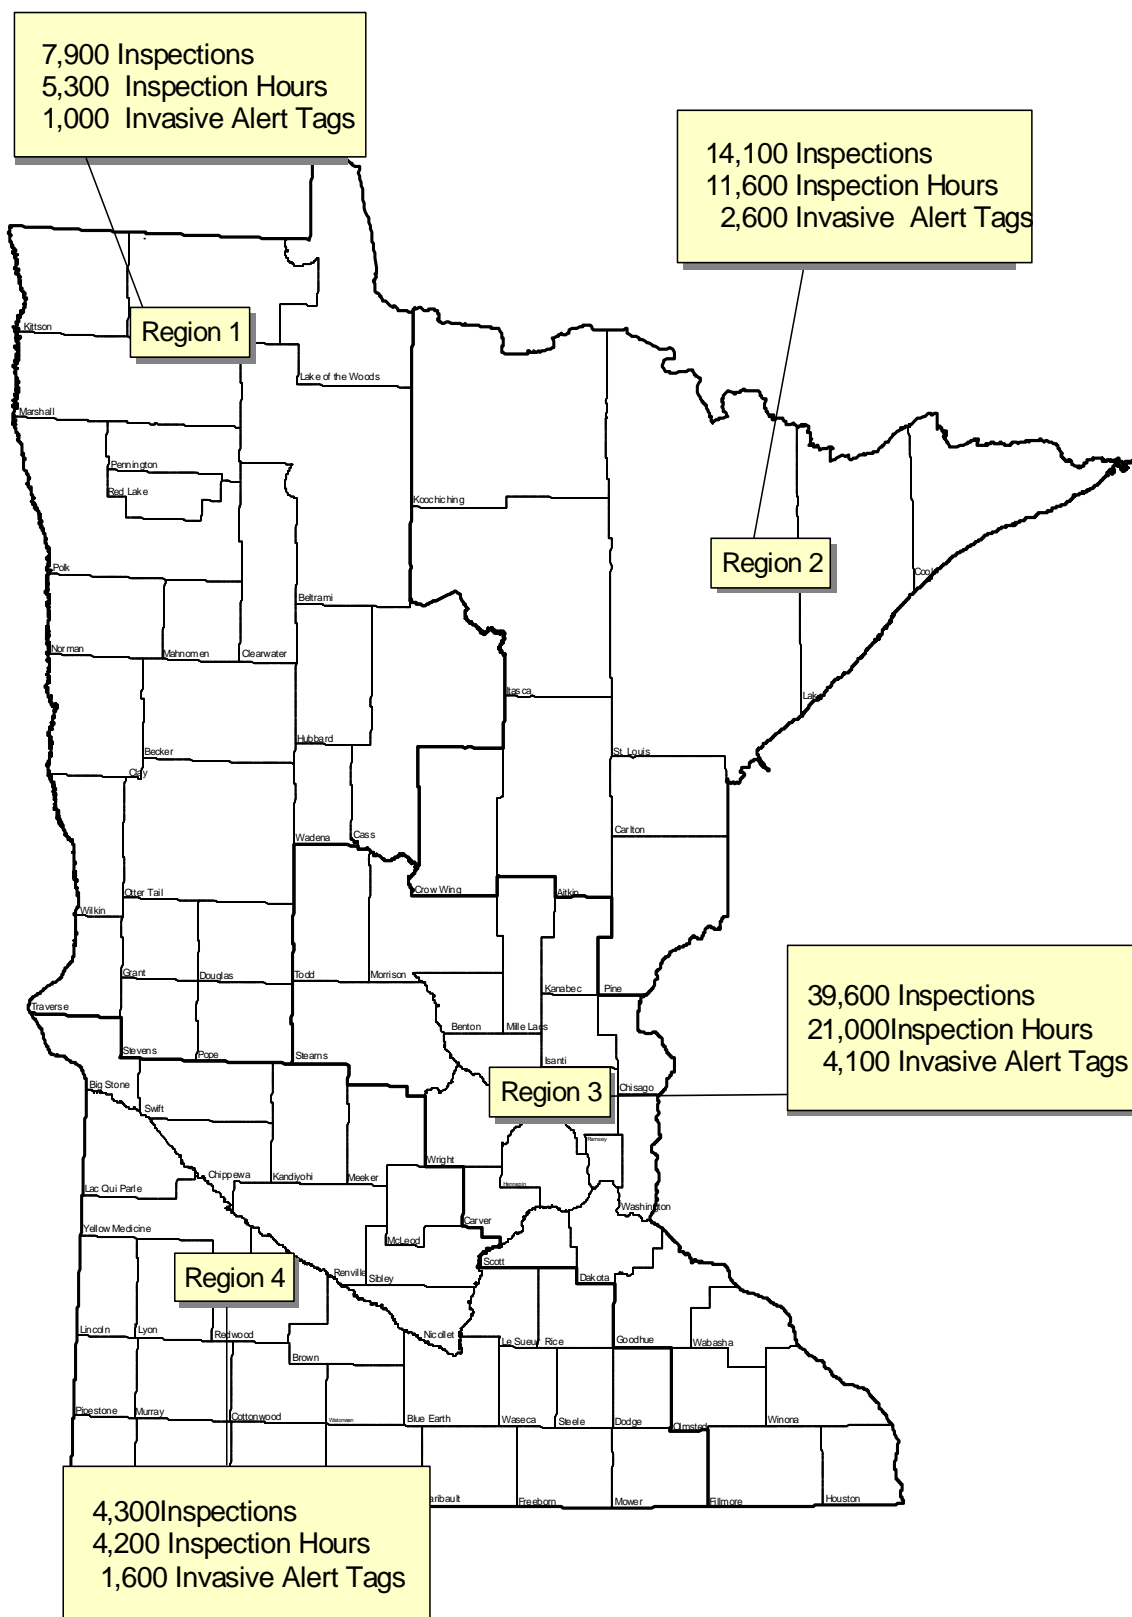 7,900 Inspections
5,300 Inspection Hours
1,000 Invasive Alert Tags
14,100 Inspections
11,600 Inspection Hours
2,600 Invasive Alert Tags
Region 1
Kittson
Lake of the Woods
Marshall
Pennington
Red Lake
Koochiching
Region 2
Cook
Polk
Beltrami
Norman
Mahnomen
Clearwater
Itasca
Lake
Hubbard
Becker
St. Louis
Clay
Wadena
Cass
Carlton
Otter Tail
Crow Wing
Aitkin
Wilkin
39,600 Inspections
21,000Inspection Hours
4,100 Invasive Alert Tags
Grant
Douglas
Todd
Morrison
Kanabec
Pine
Traverse
Benton
Mille Lacs
Stevens
Pope
Stearns
Isanti
Region 3
Chisago
Big Stone
Swift
Ramsey
Wright
Chippewa
Kandiyohi
Meeker
Hennepin
Lac Qui Parle
Washington
Carver
Yellow Medicine
McLeod
Scott
Region 4
Renville
Sibley
Dakota
Lincoln
Lyon
Redwood
Nicollet
Le Sueur
Rice
Goodhue
Wabasha
Brown
Pipestone
Murray
Cottonwood
Watonwan
Blue Earth
Waseca
Steele
Dodge
Olmsted
Winona
4,300Inspections
4,200 Inspection Hours
1,600 Invasive Alert Tags
aribault
Freeborn
Mower
Fillmore
Houston